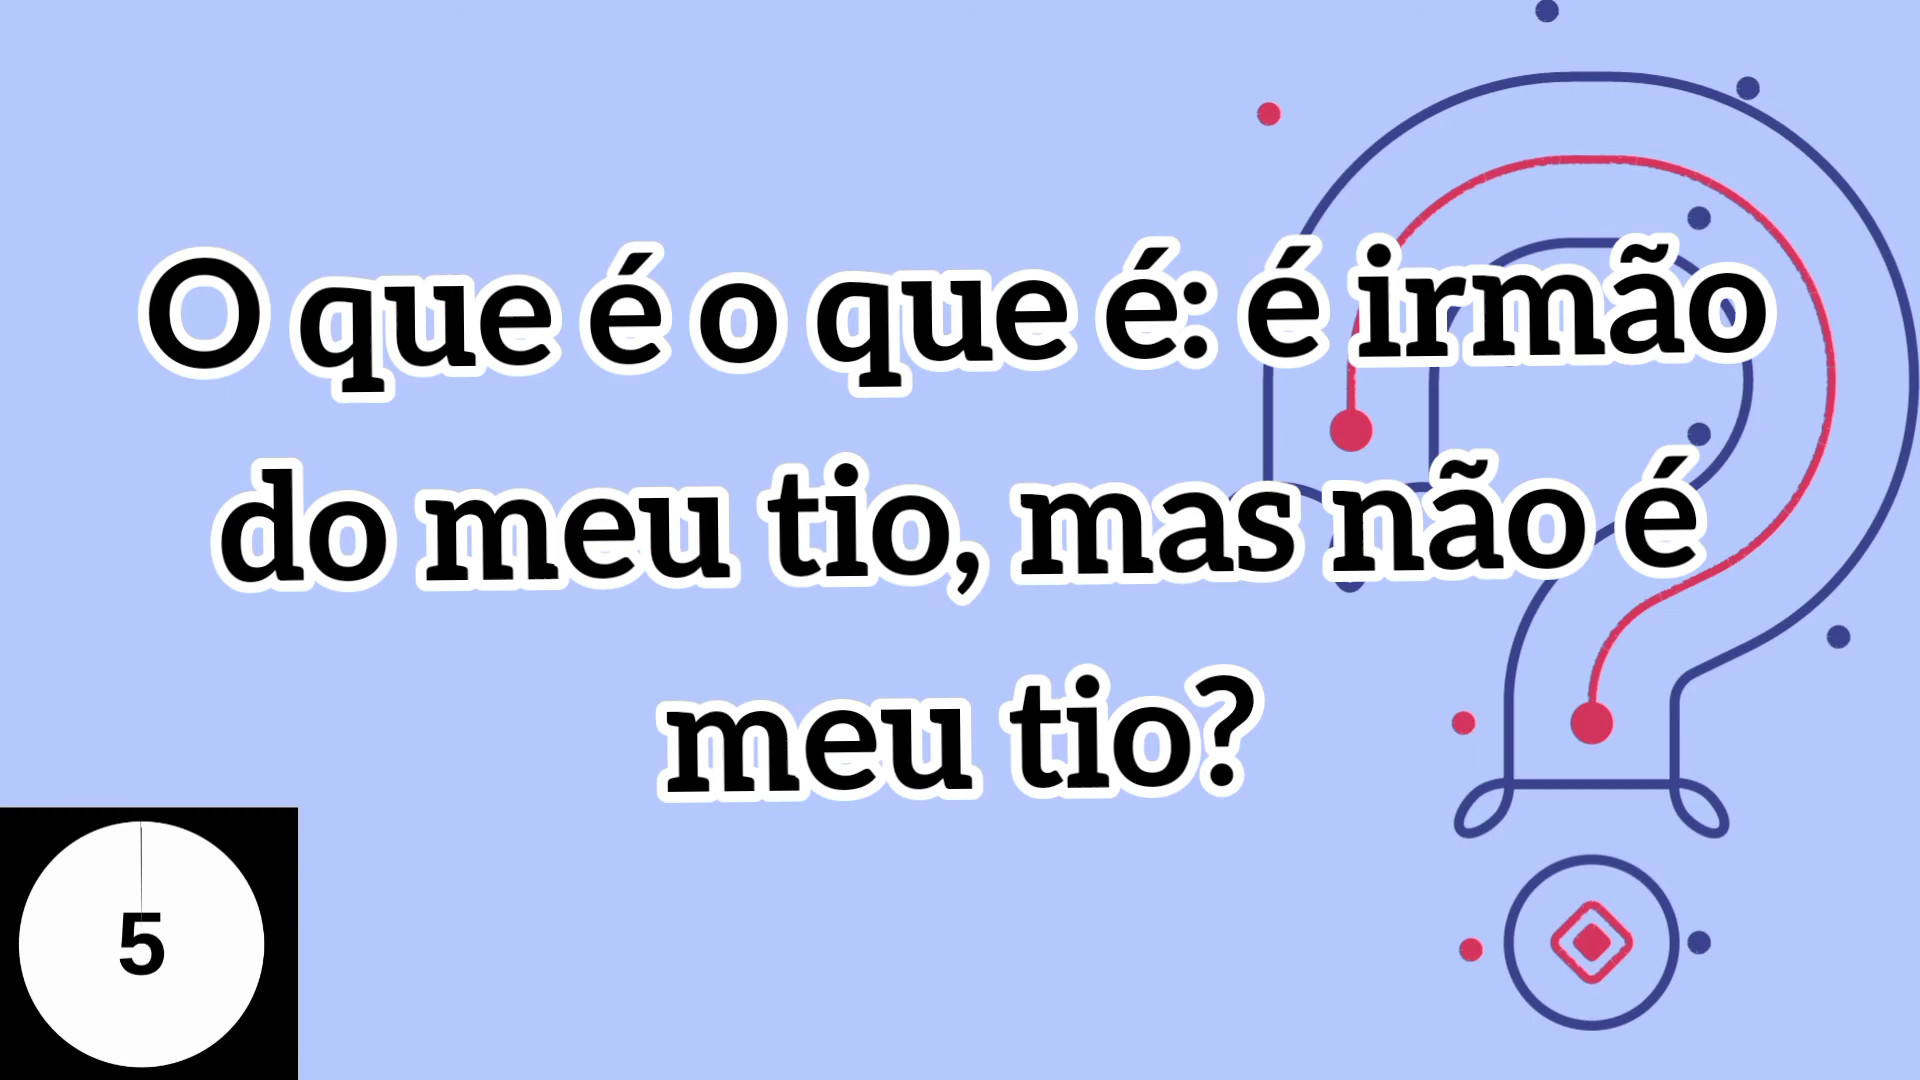 O que é o que é: é irmão
do meu tio, mas não é
meu tio?
5